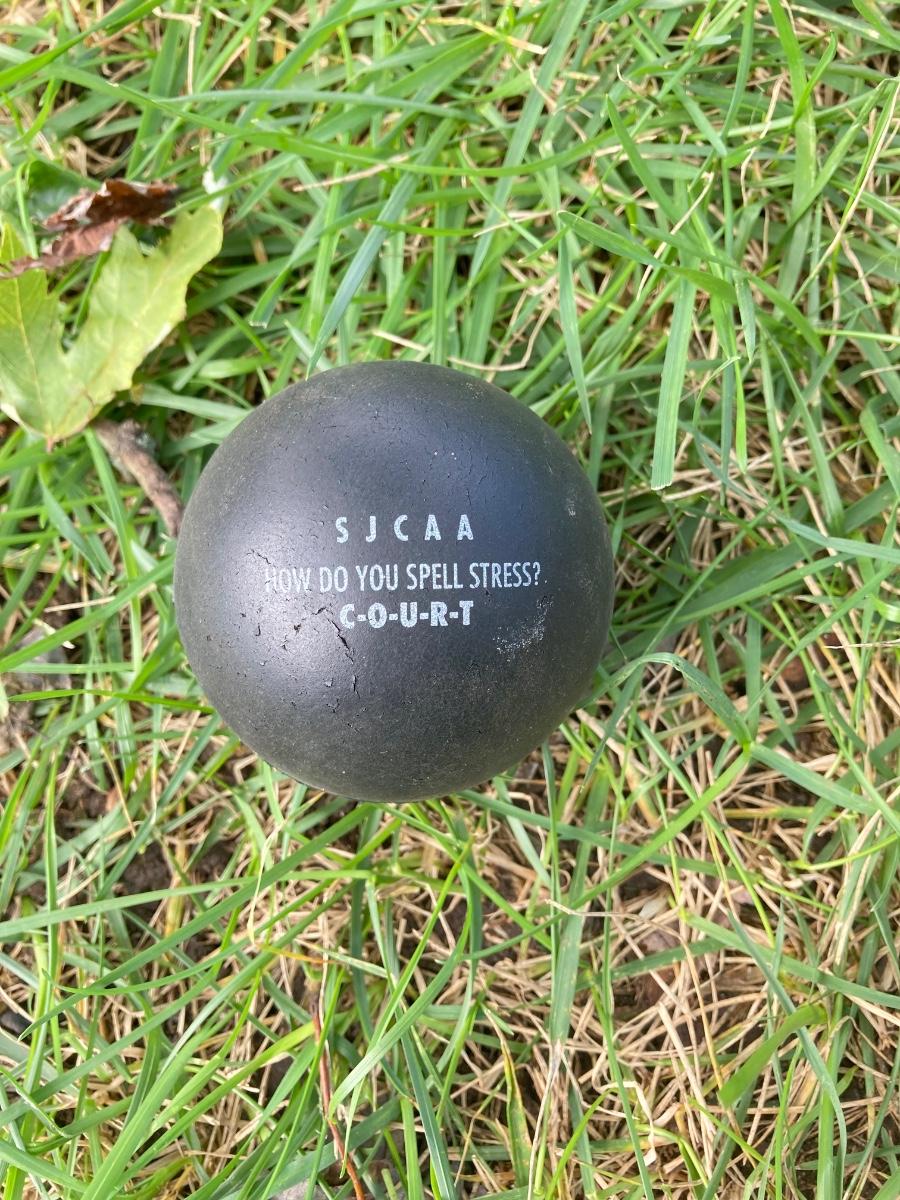 SJCAA
HOW DO YOU SPELL STRESS?
C-O-U-R-T